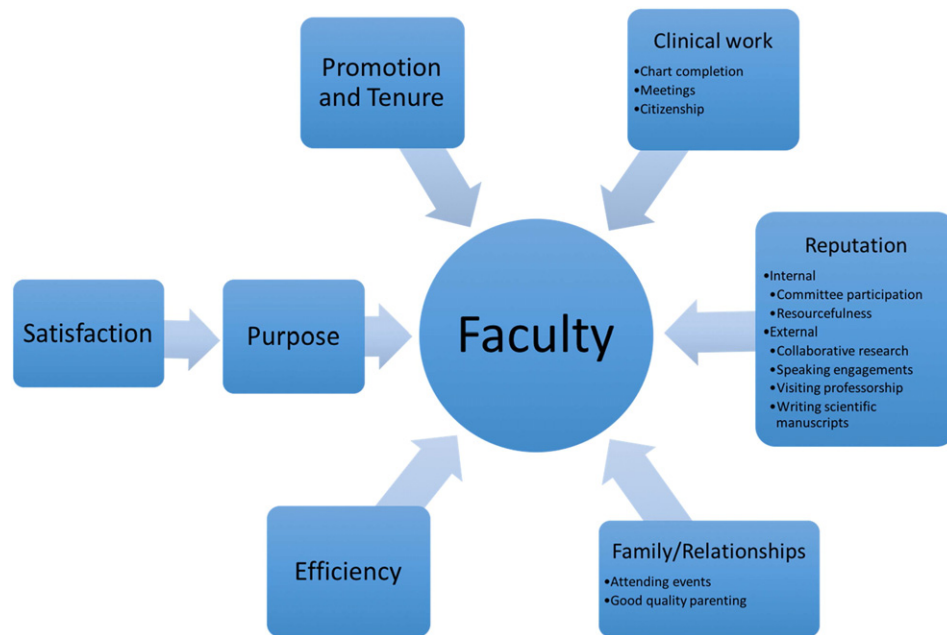 Promotion
and Tenure
Clinical work
•Chart completion
•Meetings
•Citizenship
Satisfaction
Purpose
Faculty
Reputation
•Internal
•Committee participation
•Resourcefulness
•External
•Collaborative research
•Speaking engagements
•Visiting professorship
•Writing scientific
manuscripts
Efficiency
Family/Relationships
•Attending events
•Good quality parenting